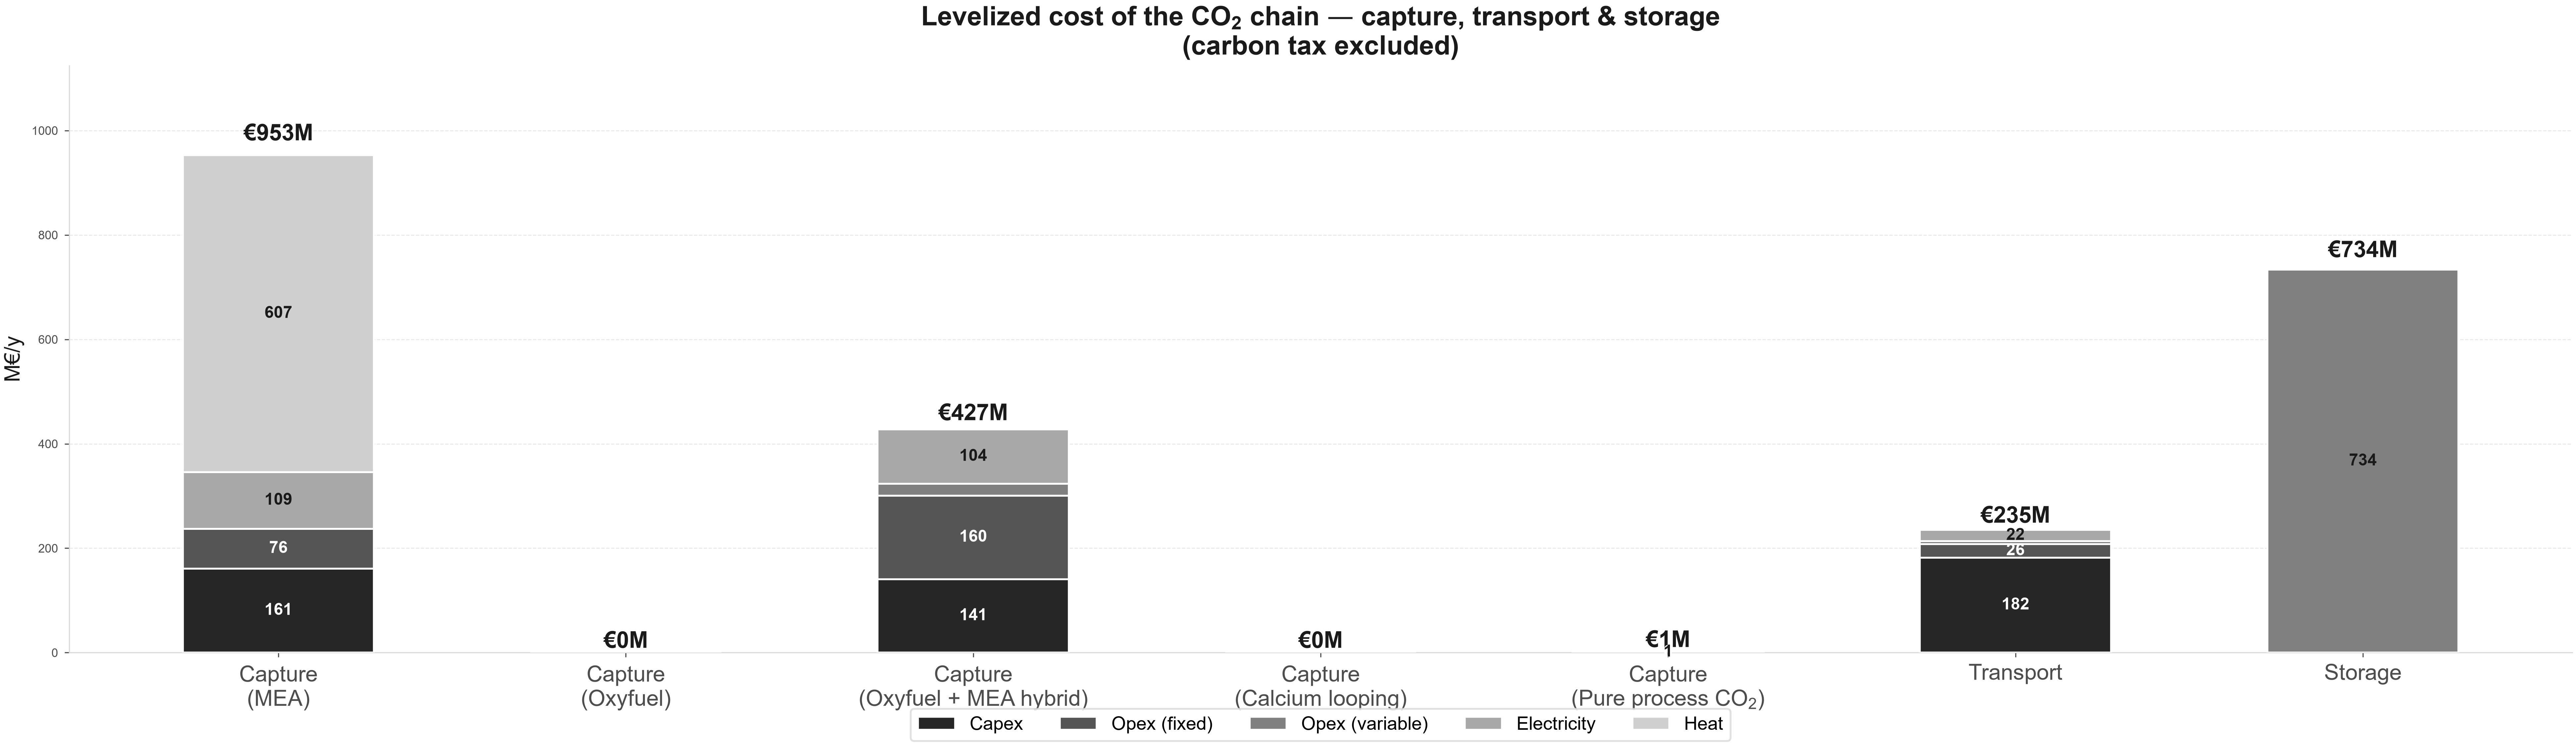 Levelized cost of the CO₂ chain — capture, transport & storage
(carbon tax excluded)
M€/y
1000
800
600
400
200
0
€953M
607
109
76
161
€0M
€427M
104
160
141
€0M
€1M
1
€235M
22
26
182
€734M
734
Capture
(MEA)
Capture
(Oxyfuel)
Capture
(Oxyfuel + MEA hybrid)
Capture
(Calcium looping)
Capture
(Pure process CO₂)
Transport
Storage
Capex
Opex (fixed)
Opex (variable)
Electricity
Heat